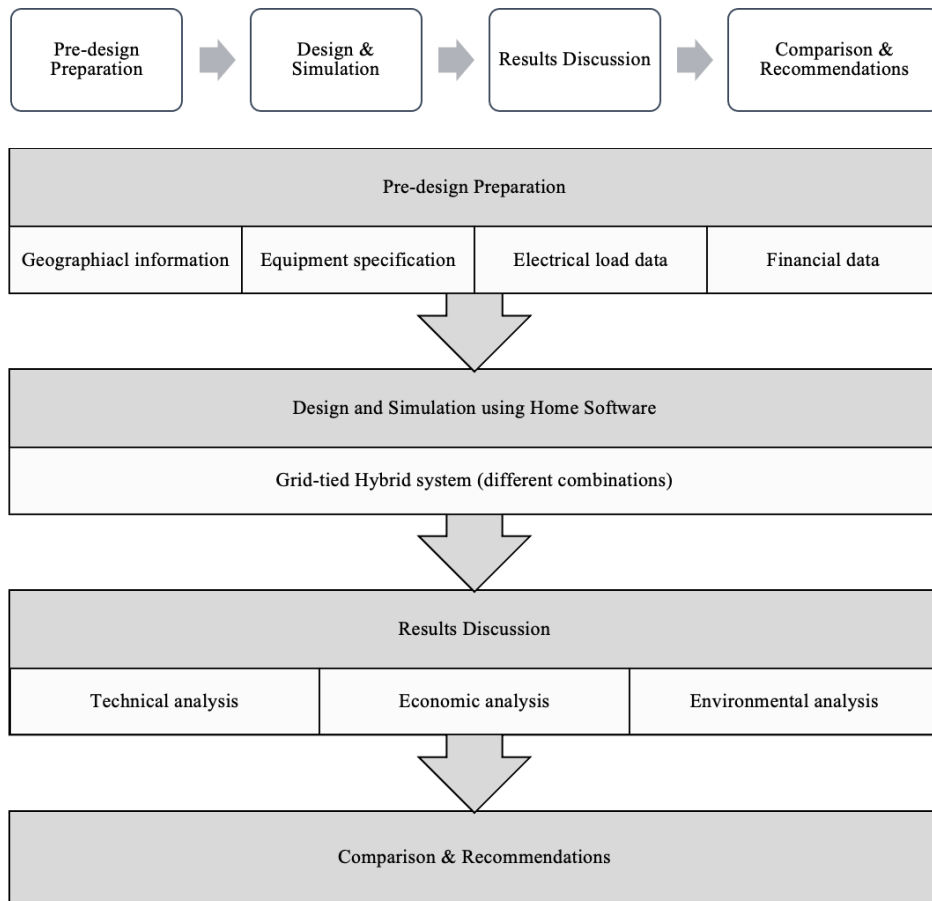 Pre-design
Preparation
Design &
Simulation
Results Discussion
Comparison &
Recommendations
Pre-design Preparation
Geographiacl information
Equipment specification
Electrical load data
Financial data
Design and Simulation using Home Software
Grid-tied Hybrid system (different combinations)
Results Discussion
Technical analysis
Economic analysis
Environmental analysis
Comparison & Recommendations